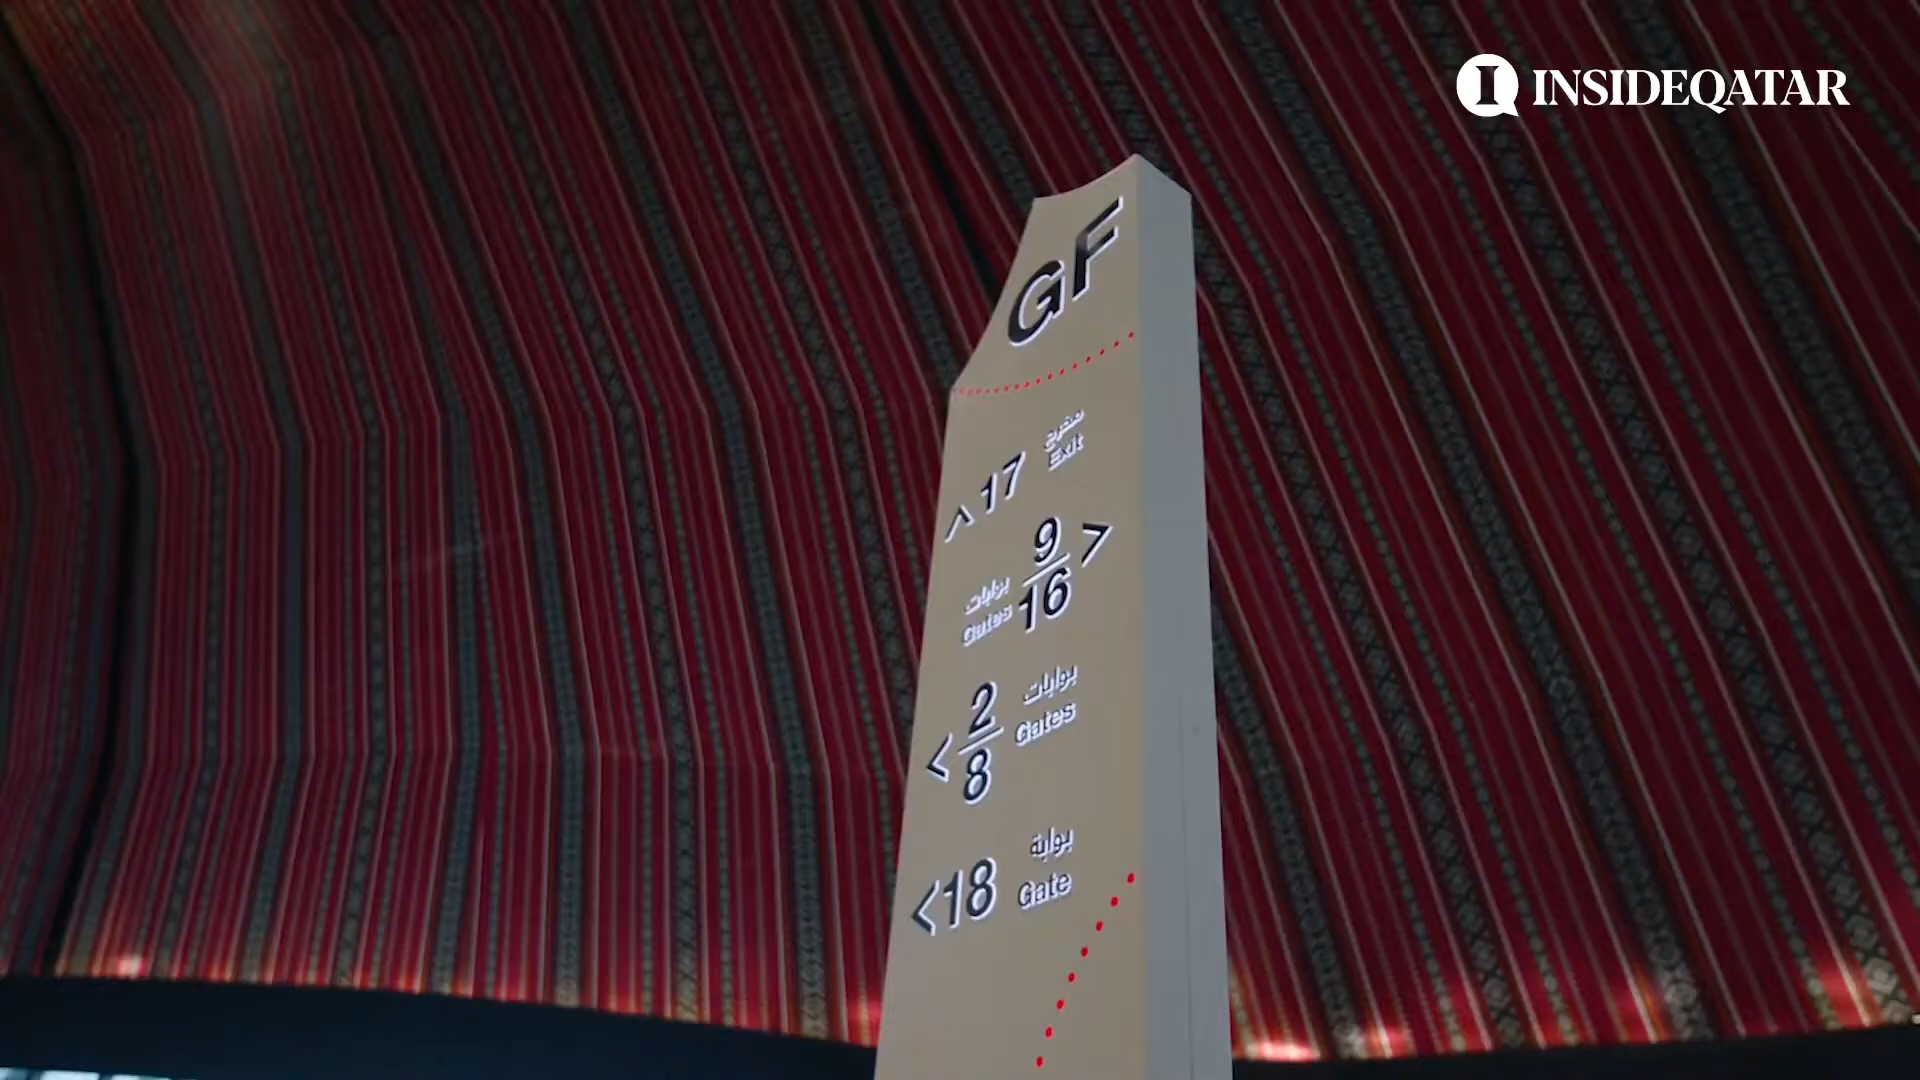 INSIDEQATAR
GF
مخرج
17 Exit
9
16
بوابات
Gates
2
8
بوابات
Gates
بوابة
18 Gate